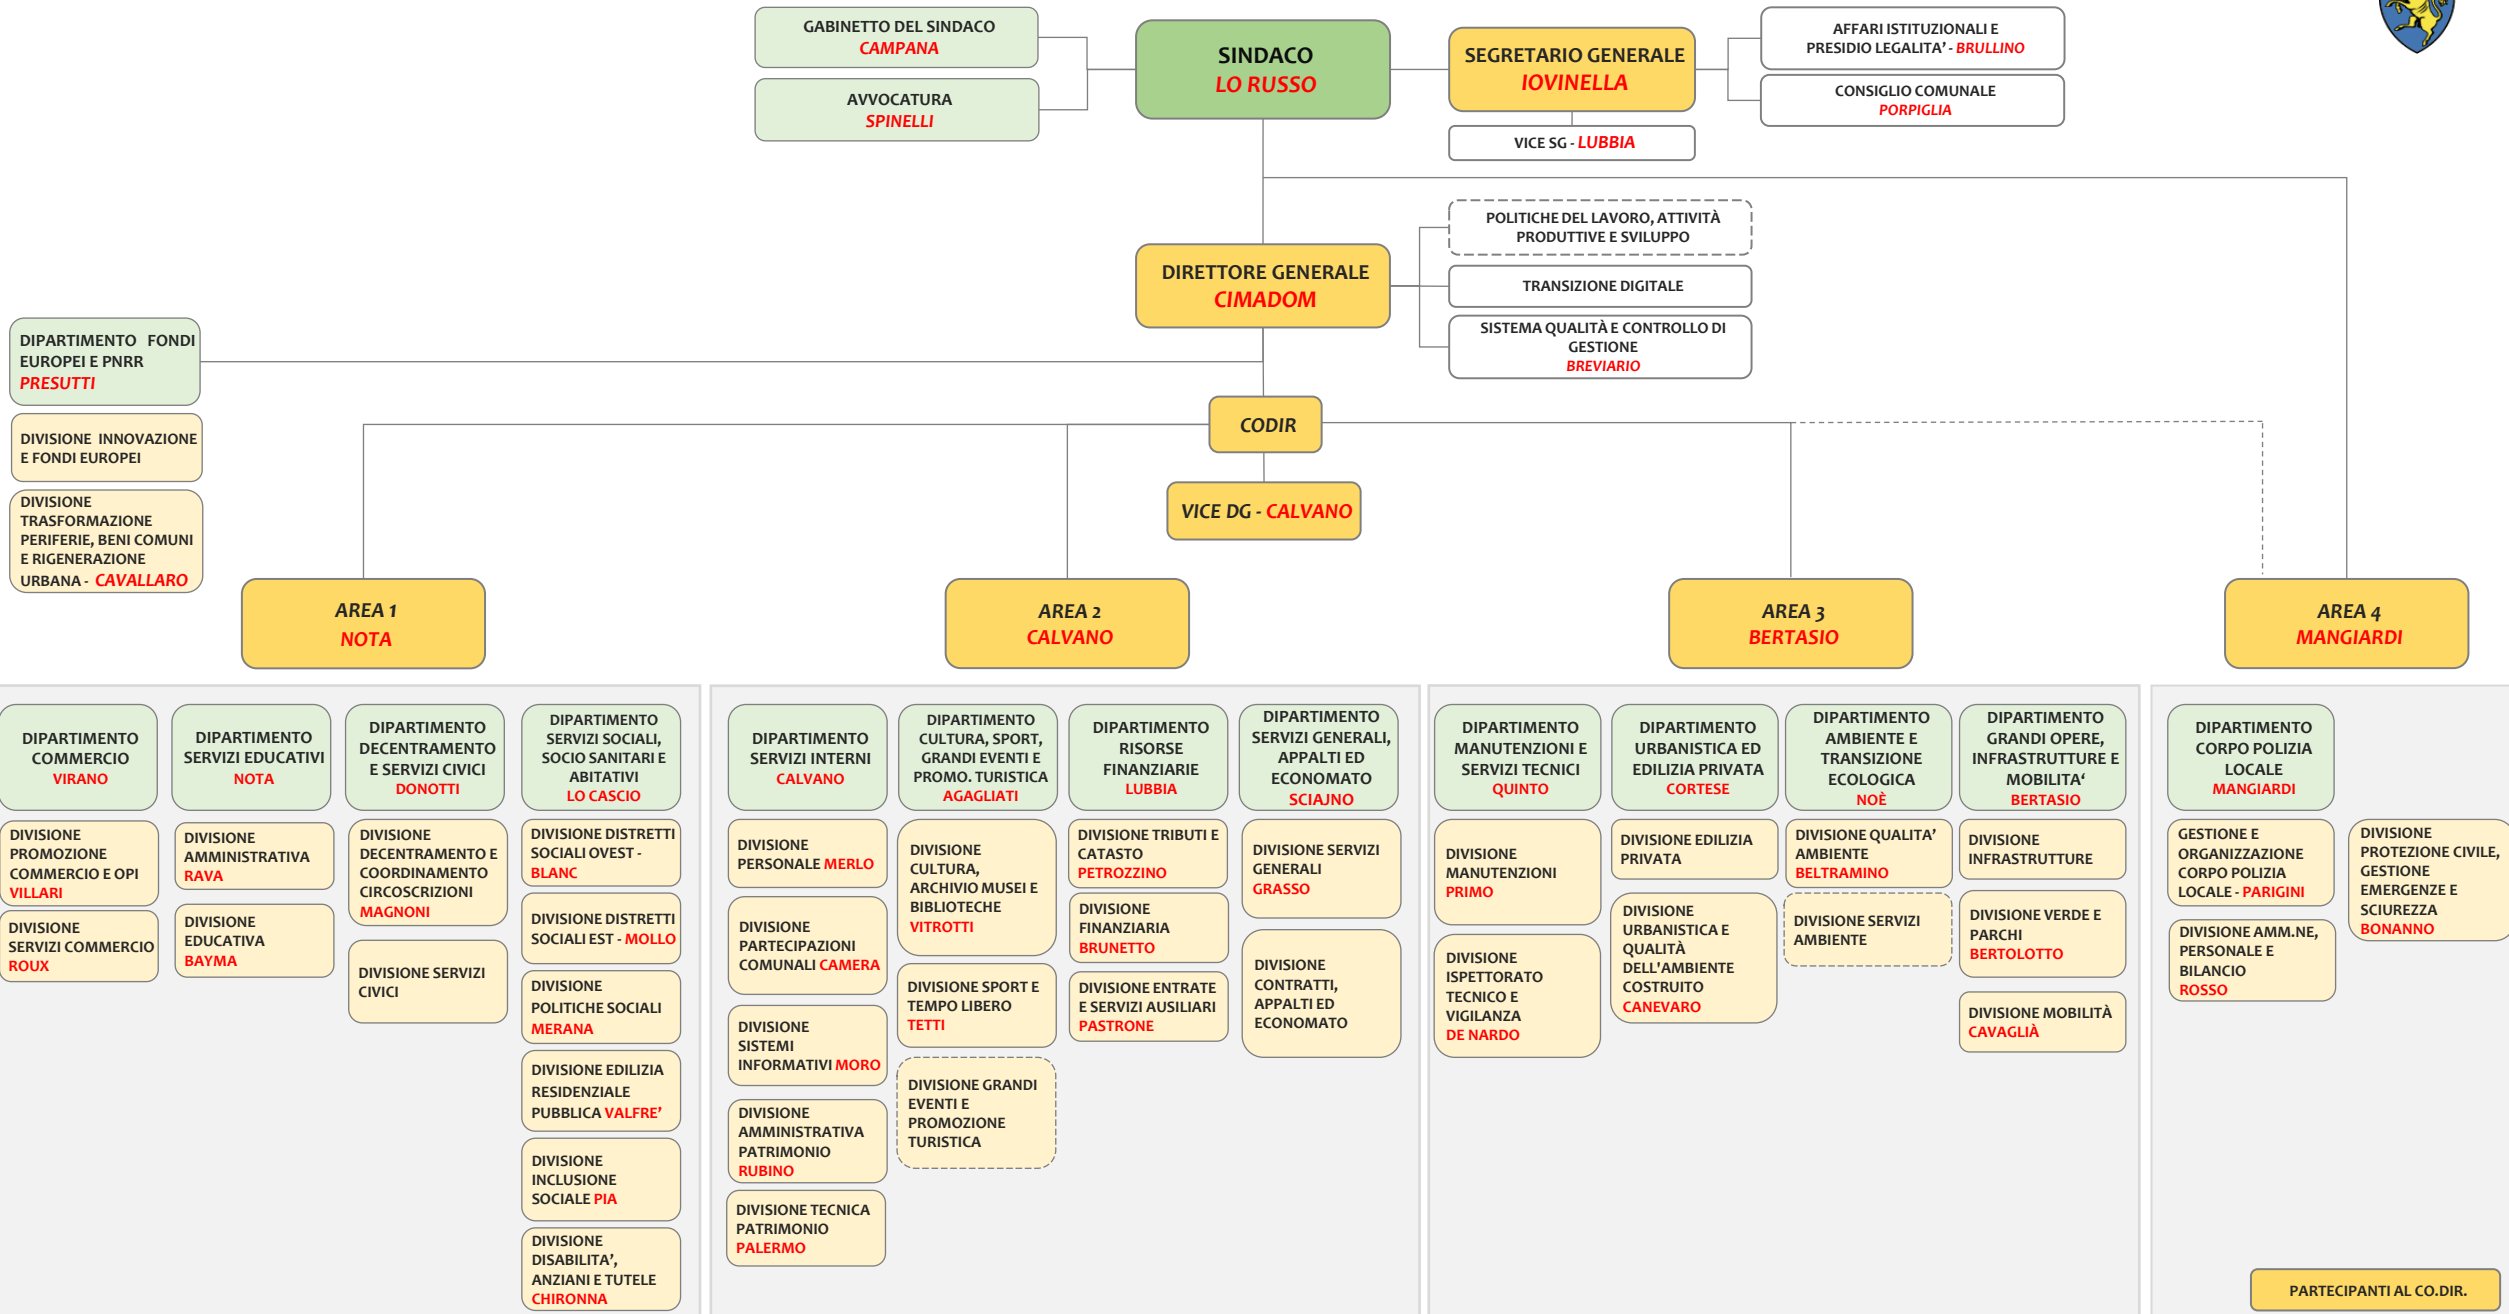 GABINETTO DEL SINDACO
CAMPANA
AVVOCATURA
SPINELLI
SINDACO
LO RUSSO
SEGRETARIO GENERALE
IOVINELLA
VICE SG - LUBBIA
AFFARI ISTITUZIONALI E
PRESIDIO LEGALITA' - BRULLINO
CONSIGLIO COMUNALE
PORPIGLIA
DIRETTORE GENERALE
CIMADOM
POLITICHE DEL LAVORO, ATTIVITÀ
PRODUTTIVE E SVILUPPO
TRANSIZIONE DIGITALE
SISTEMA QUALITÀ E CONTROLLO DI
GESTIONE
BREVIARIO
DIPARTIMENTO FONDI
EUROPEI E PNRR
PRESUTTI
DIVISIONE INNOVAZIONE
E FONDI EUROPEI
DIVISIONE
TRASFORMAZIONE
PERIFERIE, BENI COMUNI
E RIGENERAZIONE
URBANA - CAVALLARO
CODIR
VICE DG - CALVANO
AREA 1
NOTA
AREA 2
CALVANO
AREA 3
BERTASIO
AREA 4
MANGIARDI
DIPARTIMENTO
COMMERCIO
VIRANO
DIVISIONE
PROMOZIONE
COMMERCIO E OPI
VILLARI
DIVISIONE
SERVIZI COMMERCIO
ROUX
DIPARTIMENTO
SERVIZI EDUCATIVI
NOTA
DIVISIONE
AMMINISTRATIVA
RAVA
DIVISIONE
EDUCATIVA
BAYMA
DIPARTIMENTO
DECENTRAMENTO
E SERVIZI CIVICI
DONOTTI
DIVISIONE
DECENTRAMENTO E
COORDINAMENTO
CIRCOSCRIZIONI
MAGNONI
DIVISIONE SERVIZI
CIVICI
DIPARTIMENTO
SERVIZI SOCIALI,
SOCIO SANITARI E
ABITATIVI
LO CASCIO
DIVISIONE DISTRETTI
SOCIALI OVEST -
BLANC
DIVISIONE DISTRETTI
SOCIALI EST - MOLLO
DIVISIONE
POLITICHE SOCIALI
MERANA
DIVISIONE EDILIZIA
RESIDENZIALE
PUBBLICA VALFRE'
DIVISIONE
INCLUSIONE
SOCIALE PIA
DIVISIONE
DISABILITA',
ANZIANI E TUTELE
CHIRONNA
DIPARTIMENTO
SERVIZI INTERNI
CALVANO
DIVISIONE
PERSONALE MERLO
DIVISIONE
PARTECIPAZIONI
COMUNALI CAMERA
DIVISIONE
SISTEMI
INFORMATIVI MORO
DIVISIONE
AMMINISTRATIVA
PATRIMONIO
RUBINO
DIVISIONE TECNICA
PATRIMONIO
PALERMO
DIPARTIMENTO
CULTURA, SPORT,
GRANDI EVENTI E
PROMO. TURISTICA
AGAGLIATI
DIVISIONE
CULTURA,
ARCHIVIO MUSEI E
BIBLIOTECHE
VITROTTI
DIVISIONE SPORT E
TEMPO LIBERO
TETTI
DIVISIONE GRANDI
EVENTI E
PROMOZIONE
TURISTICA
DIPARTIMENTO
RISORSE
FINANZIARIE
LUBBIA
DIVISIONE TRIBUTI E
CATASTO
PETROZZINO
DIVISIONE
FINANZIARIA
BRUNETTO
DIVISIONE ENTRATE
E SERVIZI AUSILIARI
PASTRONE
DIPARTIMENTO
SERVIZI GENERALI,
APPALTI ED
ECONOMATO
SCIAJNO
DIVISIONE SERVIZI
GENERALI
GRASSO
DIVISIONE
CONTRATTI,
APPALTI ED
ECONOMATO
DIPARTIMENTO
MANUTENZIONI E
SERVIZI TECNICI
QUINTO
DIVISIONE
MANUTENZIONI
PRIMO
DIVISIONE
ISPETTORATO
TECNICO E
VIGILANZA
DE NARDO
DIPARTIMENTO
URBANISTICA ED
EDILIZIA PRIVATA
CORTESE
DIVISIONE EDILIZIA
PRIVATA
DIVISIONE
URBANISTICA E
QUALITÀ
DELL'AMBIENTE
COSTRUITO
CANEVARO
DIPARTIMENTO
AMBIENTE E
TRANSIZIONE
ECOLOGICA
NOÈ
DIVISIONE QUALITA'
AMBIENTE
BELTRAMINO
DIVISIONE SERVIZI
AMBIENTE
DIPARTIMENTO
GRANDI OPERE,
INFRASTRUTTURE E
MOBILITA‘
BERTASIO
DIVISIONE
INFRASTRUTTURE
DIVISIONE VERDE E
PARCHI
BERTOLOTTO
DIVISIONE MOBILITÀ
CAVAGLIÀ
DIPARTIMENTO
CORPO POLIZIA
LOCALE
MANGIARDI
GESTIONE E
ORGANIZZAZIONE
CORPO POLIZIA
LOCALE - PARIGINI
DIVISIONE AMM.NE,
PERSONALE E
BILANCIO
ROSSO
DIVISIONE
PROTEZIONE CIVILE,
GESTIONE
EMERGENZE E
SCIUREZZA
BONANNO
PARTECIPANTI AL CO.DIR.